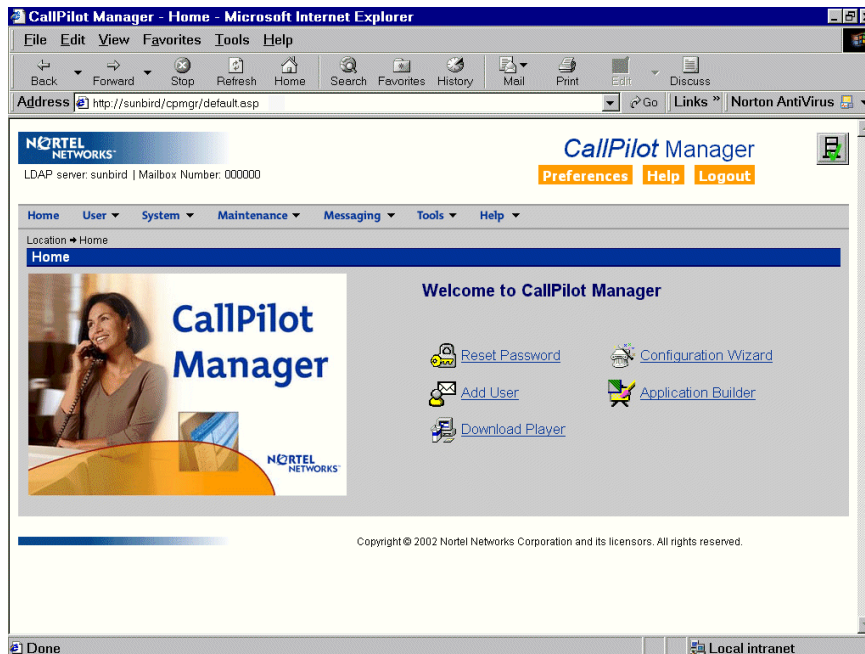 CallPilot Manager - Home - Microsoft Internet Explorer
File Edit View Favorites Tools Help
Back Forward Stop Refresh Home Search Favorites History Mail Print Edit Discuss
Address http://sunbird/cpmgr/default.asp Go Links » Norton AntiVirus
NORTEL
NETWORKS™
CallPilot Manager
LDAP server: sunbird | Mailbox Number: 000000
Preferences Help Logout
Home User System Maintenance Messaging Tools Help
Location ➔ Home
Home
CallPilot
Manager
NORTEL
NETWORKS™
Welcome to CallPilot Manager
Reset Password Configuration Wizard
Add User Application Builder
Download Player
Copyright © 2002 Nortel Networks Corporation and its licensors. All rights reserved.
Done Local intranet